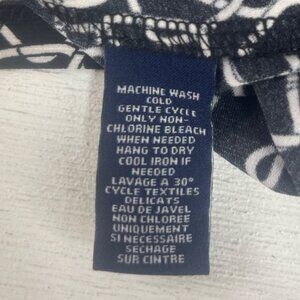 MACHINE WASH
COLD
GENTLE CYCLE
ONLY NON-
CHLORINE BLEACH
WHEN NEEDED
HANG TO DRY
COOL IRON IF
NEEDED
LAVAGE A 30°
CYCLE TEXTILES
DELICATS
EAU DE JAVEL
NON CHLOREE
UNIQUEMENT
SI NECESSAIRE
SECHAGE
SUR CINTRE